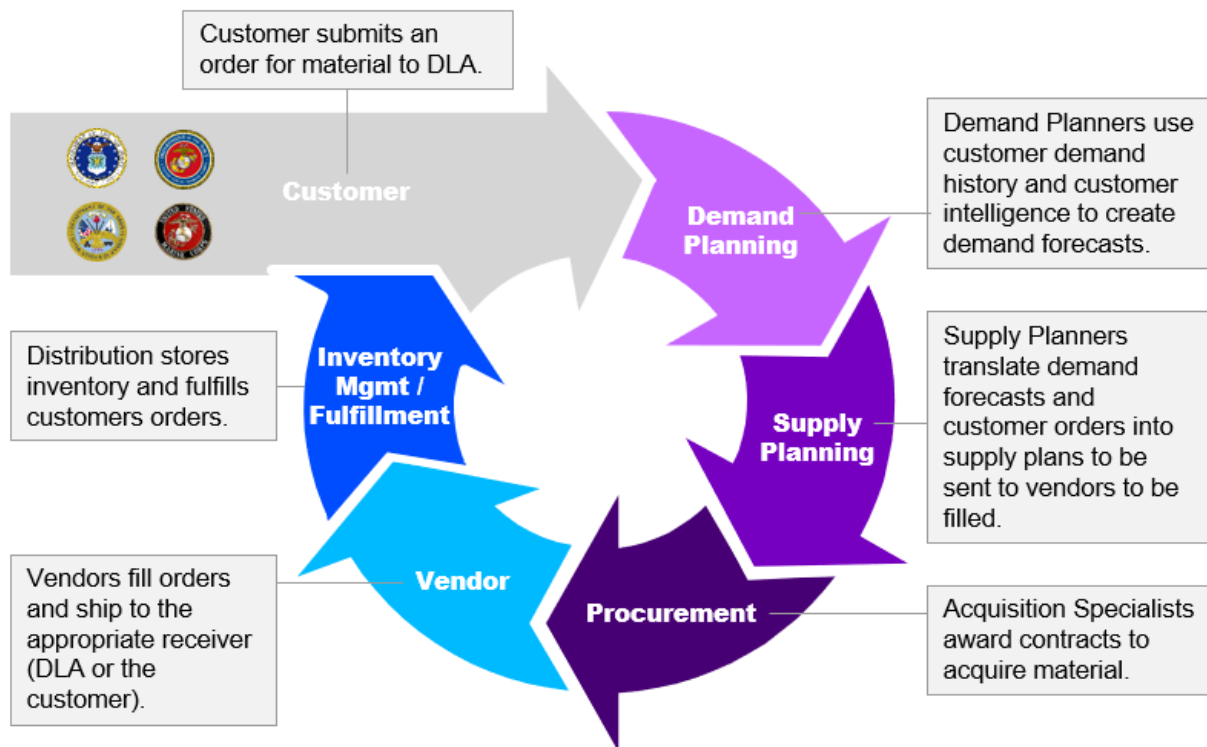 Customer submits an
order for material to DLA.
Customer
Demand
Planning
Demand Planners use
customer demand
history and customer
intelligence to create
demand forecasts.
Supply
Planning
Supply Planners
translate demand
forecasts and
customer orders into
supply plans to be
sent to vendors to be
filled.
Procurement
Acquisition Specialists
award contracts to
acquire material.
Vendor
Vendors fill orders
and ship to the
appropriate receiver
(DLA or the
customer).
Inventory
Mgmt /
Fulfillment
Distribution stores
inventory and fulfills
customers orders.
UNITED STATES
MARINE CORPS